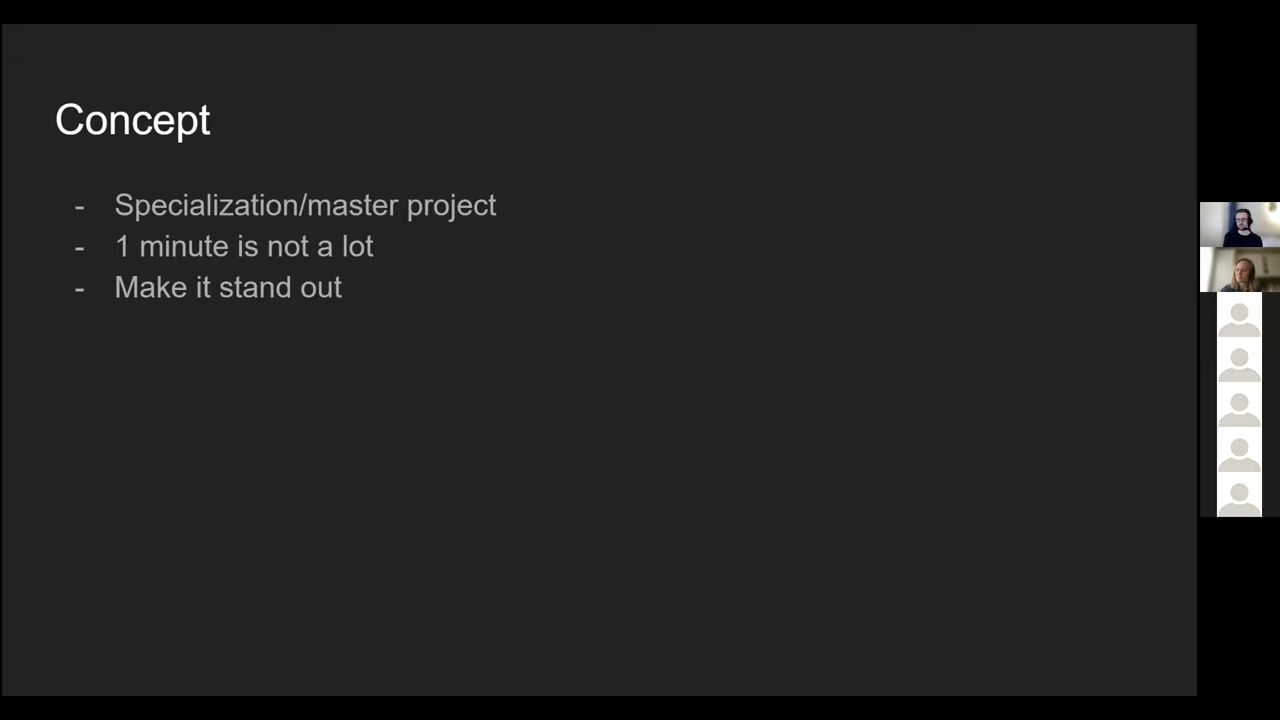 Concept
- Specialization/master project
- 1 minute is not a lot
- Make it stand out